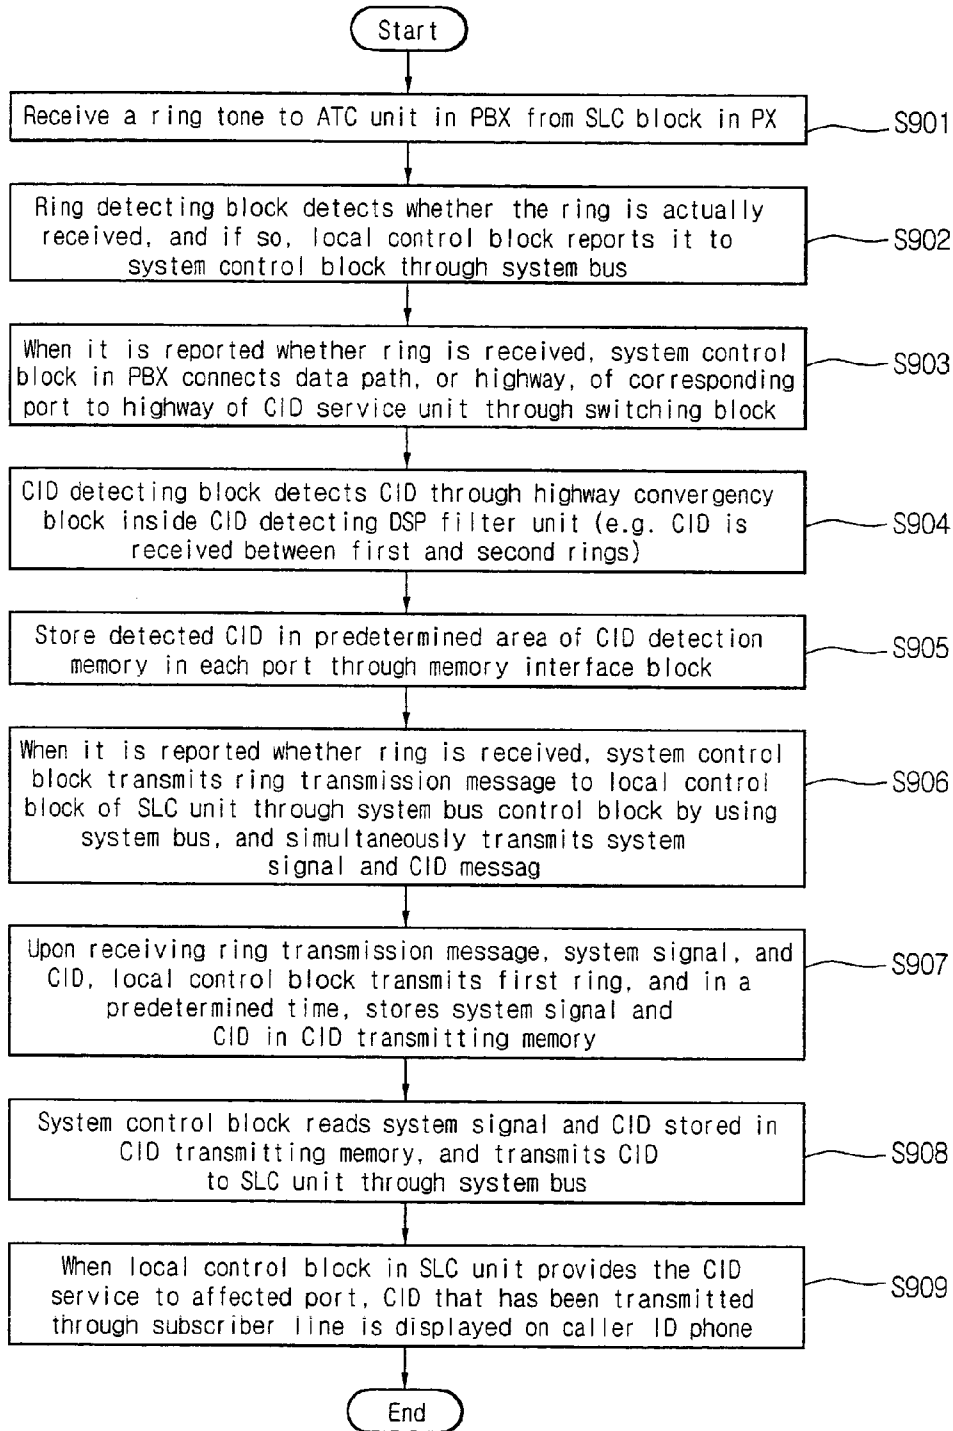 Start
Receive a ring tone to ATC unit in PBX from SLC block in PX
S901
Ring detecting block detects whether the ring is actually
received, and if so, local control block reports it to
system control block through system bus
S902
When it is reported whether ring is received, system control
block in PBX connects data path, or highway, of corresponding
port to highway of CID service unit through switching block
S903
CID detecting block detects CID through highway convergency
block inside CID detecting DSP filter unit (e.g. CID is
received between first and second rings)
S904
Store detected CID in predetermined area of CID detection
memory in each port through memory interface block
S905
When it is reported whether ring is received, system control
block transmits ring transmission message to local control
block of SLC unit through system bus control block by using
system bus, and simultaneously transmits system
signal and CID messag
S906
Upon receiving ring transmission message, system signal, and
CID, local control block transmits first ring, and in a
predetermined time, stores system signal and
CID in CID transmitting memory
S907
System control block reads system signal and CID stored in
CID transmitting memory, and transmits CID
to SLC unit through system bus
S908
When local control block in SLC unit provides the CID
service to affected port, CID that has been transmitted
through subscriber line is displayed on caller ID phone
S909
End